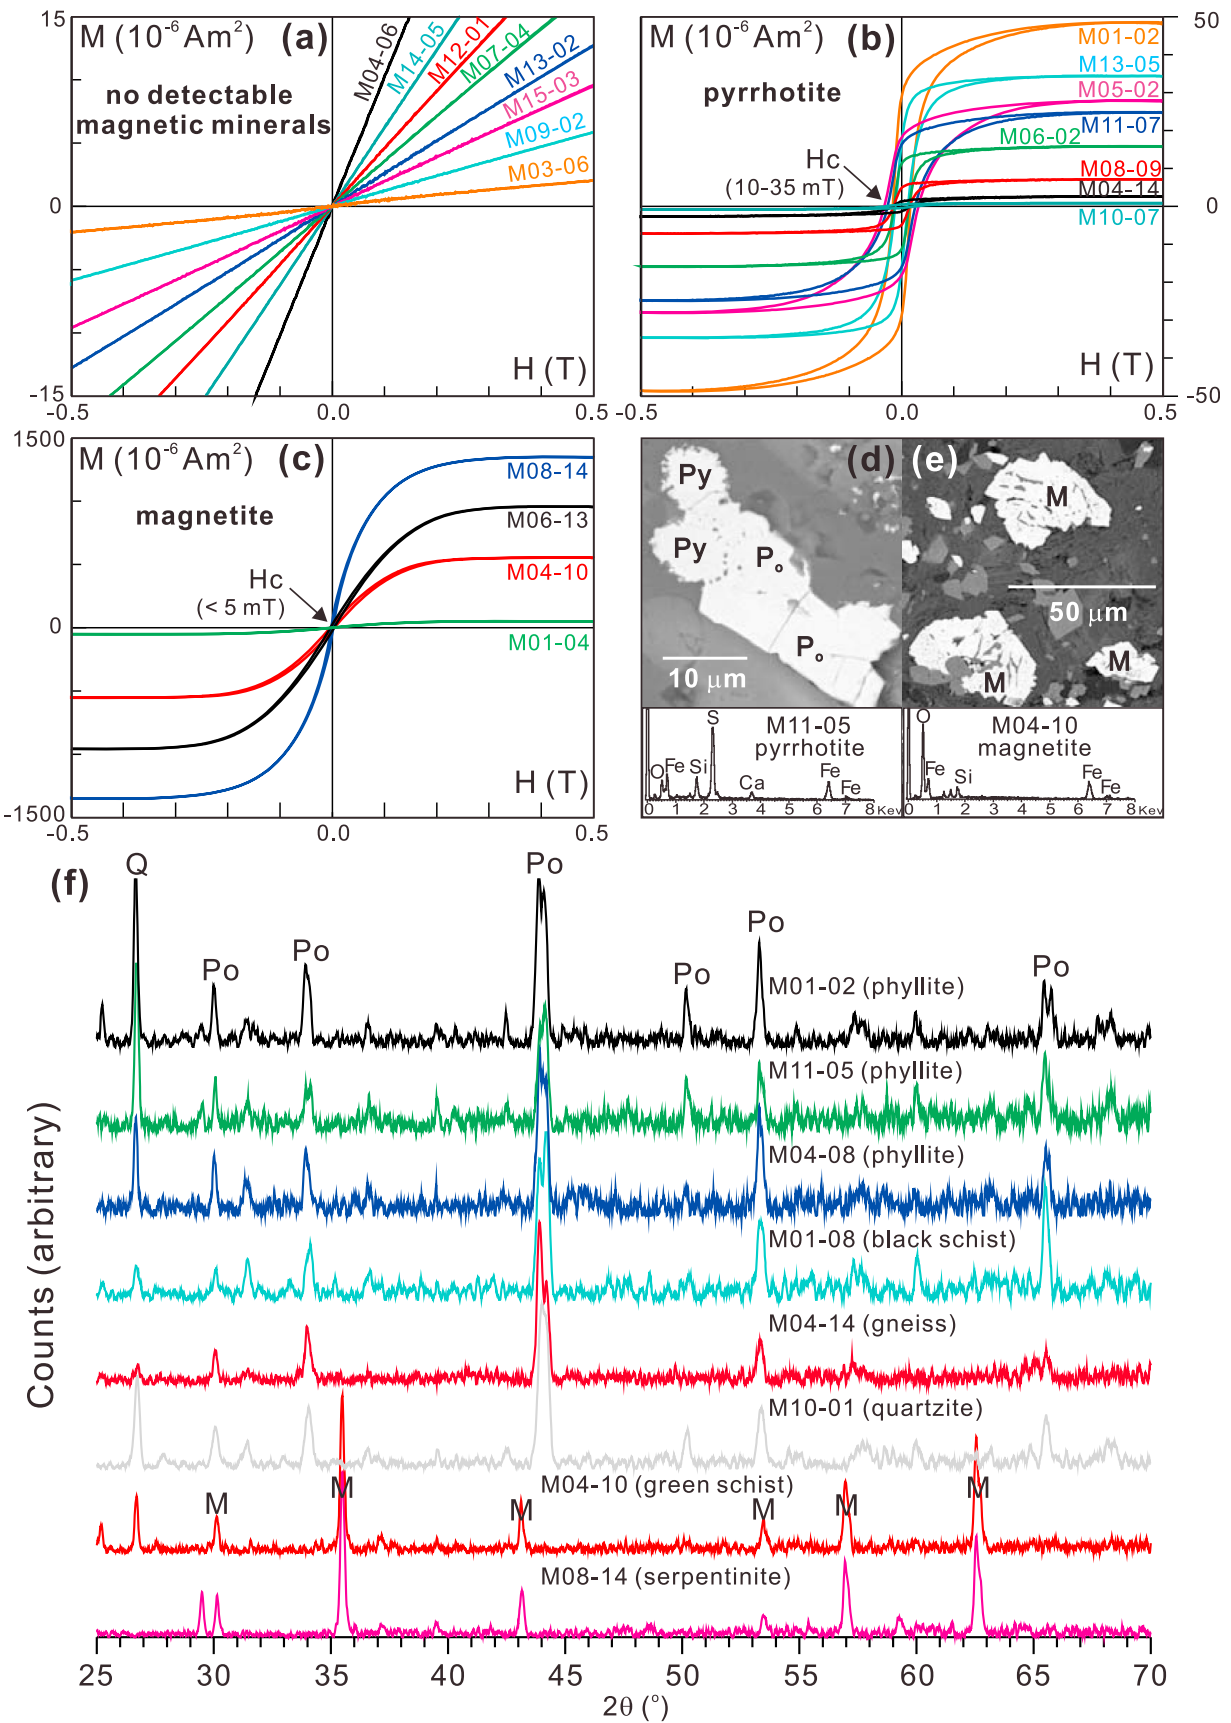 15
M (10⁻⁶Am²) (a)
no detectable
magnetic minerals
M04-06
M14-05
M12-01
M07-04
M13-02
M15-03
M09-02
M03-06
0
H (T)
-15
-0.5 0.0 0.5
M (10⁻⁶Am²) (b)
50
pyrrhotite
M01-02
M13-05
M05-02
M11-07
M06-02
M08-09
M04-14
M10-07
Hc
(10-35 mT)
0
H (T)
-50
-0.5 0.0 0.5
1500
M (10⁻⁶Am²) (c)
magnetite
M08-14
M06-13
M04-10
M01-04
Hc
(< 5 mT)
0
H (T)
-1500
-0.5 0.0 0.5
(d)
Py
Py
Po
Po
10 μm
(e)
M
50 μm
M
M
M11-05
pyrrhotite
S
O Fe Si Ca Fe Fe
0 1 2 3 4 5 6 7 8 Kev
M04-10
magnetite
O
Fe Si Fe Fe
0 1 2 3 4 5 6 7 8 Kev
(f)
Q Po Po Po Po Po Po
M01-02 (phyllite)
M11-05 (phyllite)
M04-08 (phyllite)
M01-08 (black schist)
M04-14 (gneiss)
M10-01 (quartzite)
M04-10 (green schist)
M M M M M M
M08-14 (serpentinite)
Counts (arbitrary)
25 30 35 40 45 50 55 60 65 70
2θ (°)